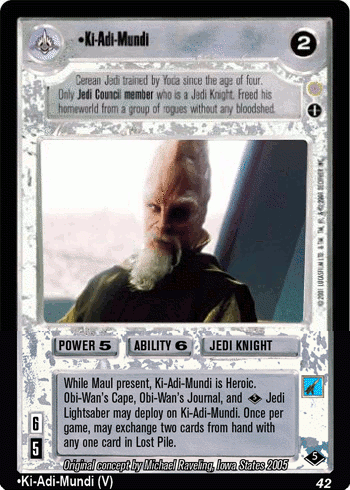 •Ki-Adi-Mundi
2
Cerean Jedi trained by Yoda since the age of four.
Only Jedi Council member who is a Jedi Knight. Freed his
homeworld from a group of rogues without any bloodshed.
POWER 5 ABILITY 6 JEDI KNIGHT
While Maul present, Ki-Adi-Mundi is Heroic.
Obi-Wan's Cape, Obi-Wan's Journal, and Jedi
Lightsaber may deploy on Ki-Adi-Mundi. Once per
game, may exchange two cards from hand with
any one card in Lost Pile.
6
5
5
Original concept by Michael Raveling, Iowa States 2005
•Ki-Adi-Mundi (V) 42